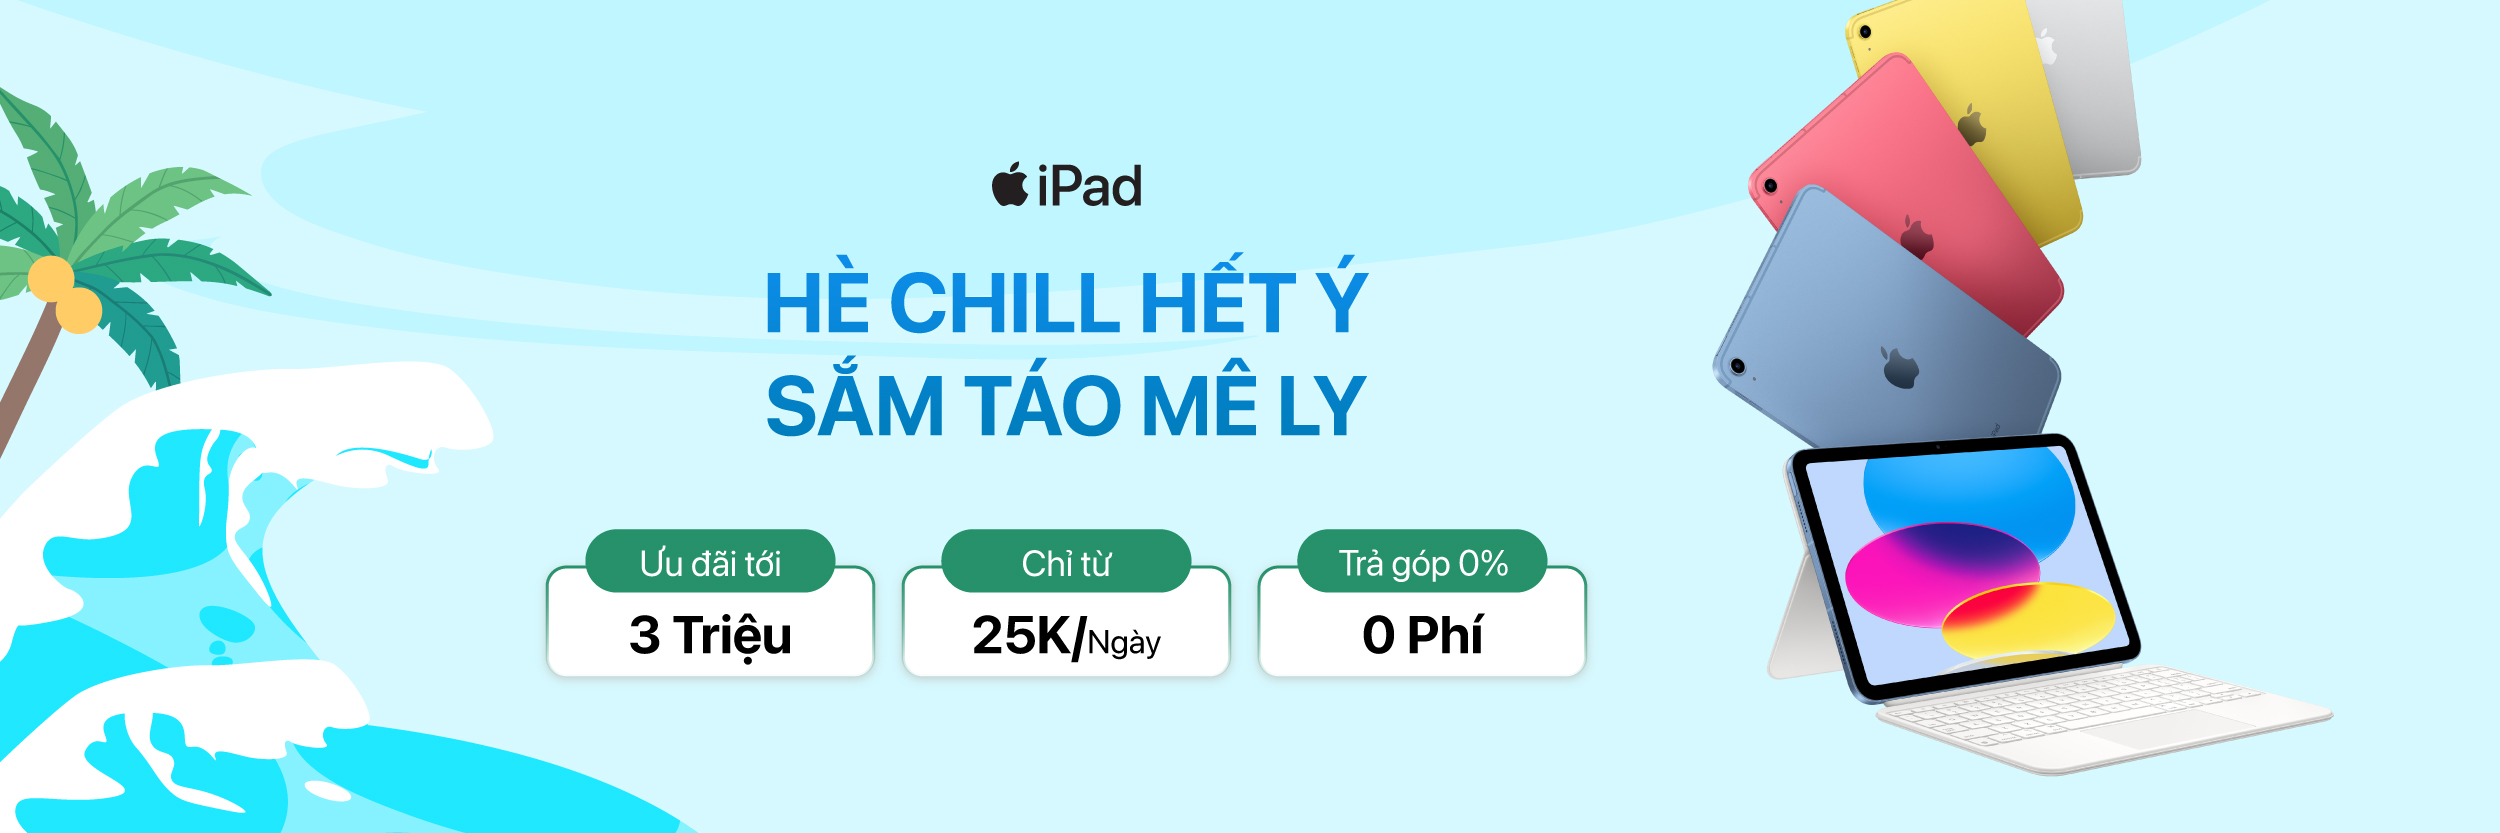 iPad
HÈ CHILL HẾT Ý
SẮM TÁO MÊ LY
Ưu đãi tới
3 Triệu
Chỉ từ
25K/Ngày
Trả góp 0%
0 Phí